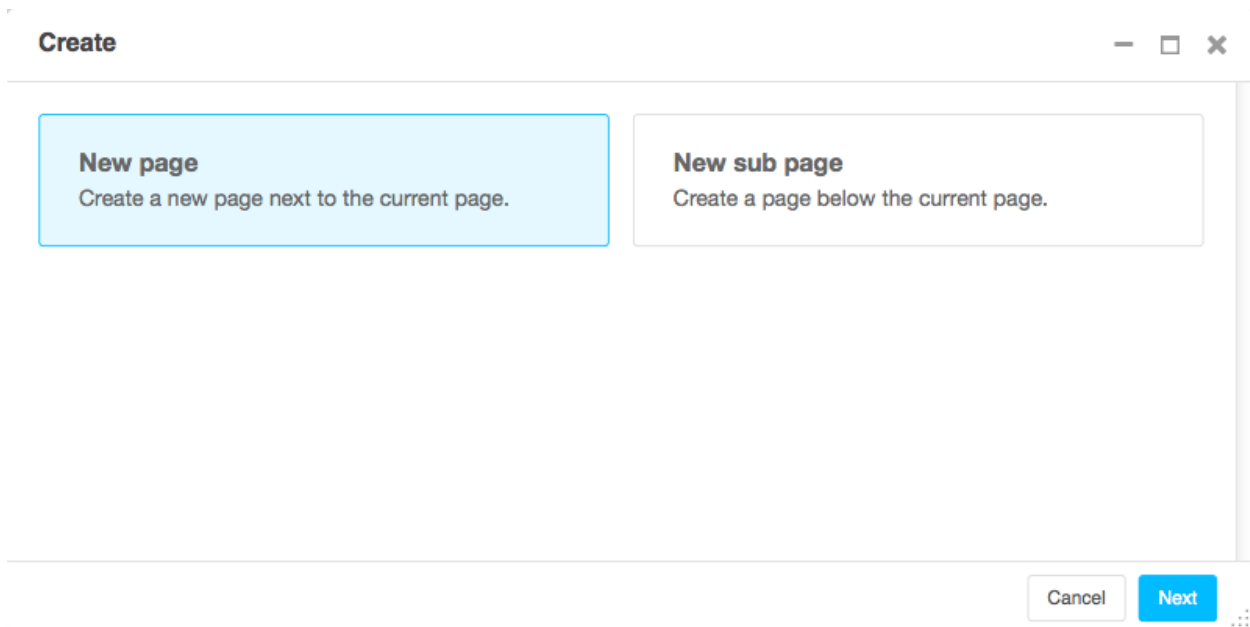 Create
New page
Create a new page next to the current page.
New sub page
Create a page below the current page.
Cancel
Next